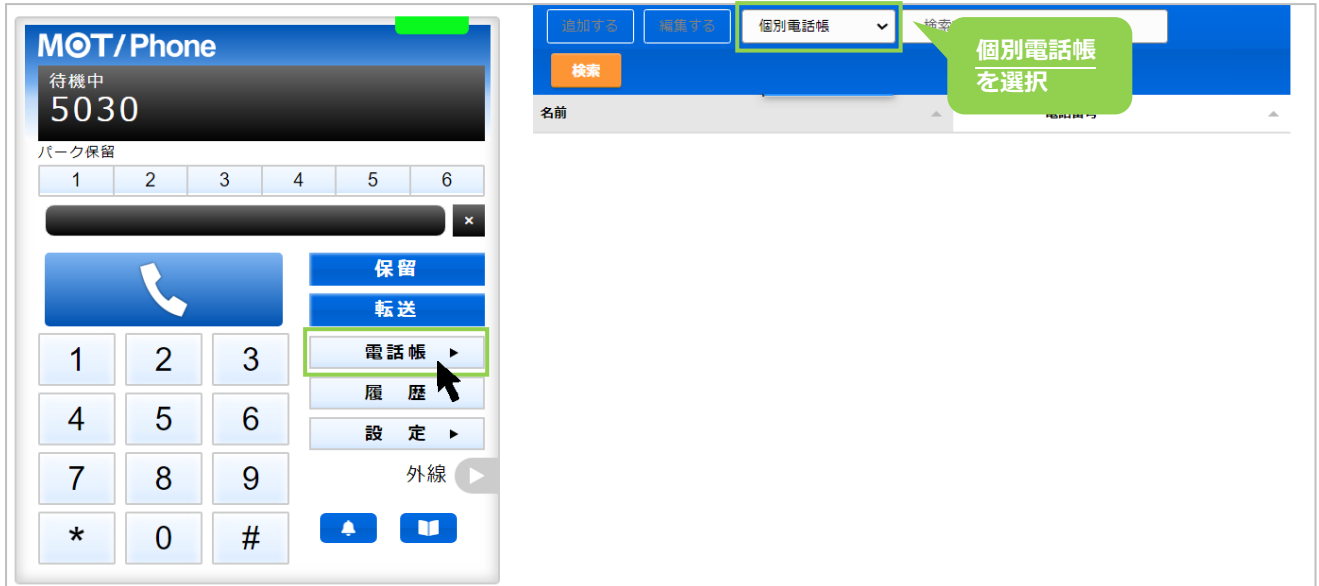 MOT/Phone
待機中
5030
パーク保留
1 2 3 4 5 6
×
保留
転送
電話帳
履 歴
設 定
外線
1 2 3
4 5 6
7 8 9
* 0 #
追加する 編集する 個別電話帳 検索
個別電話帳
を選択
検索
名前